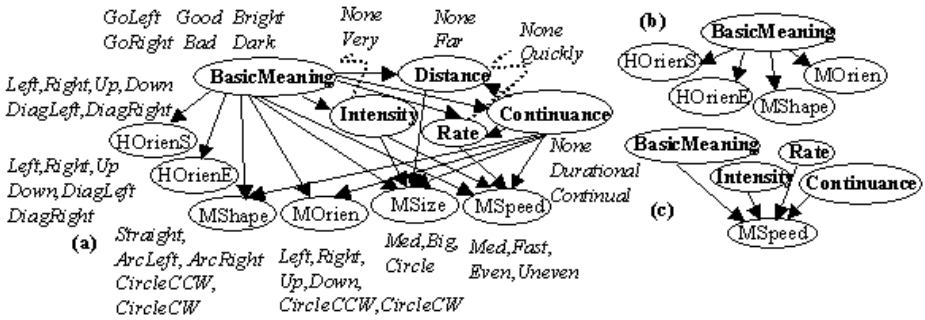 GoLeft Good Bright
GoRight Bad Dark
None
Very
None
Far
None
Quickly
BasicMeaning
Distance
Left,Right,Up,Down
DiagLeft,DiagRight
Intensity
Rate
Continuance
HOrienS
HOrienE
Left,Right,Up
Down,DiagLeft
DiagRight
None
Durational
Continual
MShape
MOrien
MSize
MSpeed
(a)
Straight,
ArcLeft, ArcRight
CircleCCW,
CircleCW
Left,Right,
Up,Down,
CircleCCW,CircleCW
Med,Big,
Circle
Med,Fast,
Even,Uneven
(b)
BasicMeaning
HOrienS
HOrienE
MShape
MOrien
BasicMeaning
Rate
Intensity
Continuance
(c)
MSpeed